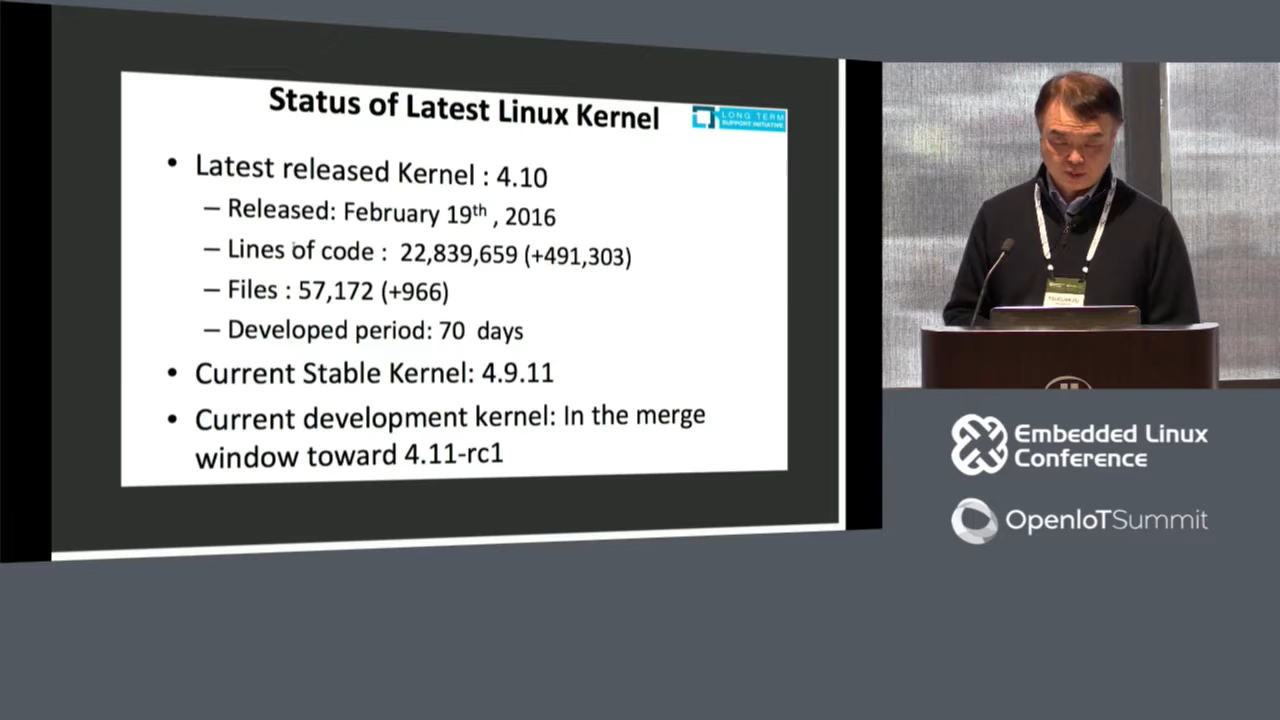 Status of Latest Linux Kernel
LONG TERM
SUPPORT INITIATIVE
• Latest released Kernel : 4.10
– Released: February 19th , 2016
– Lines of code : 22,839,659 (+491,303)
– Files : 57,172 (+966)
– Developed period: 70 days
• Current Stable Kernel: 4.9.11
• Current development kernel: In the merge
window toward 4.11-rc1
Embedded Linux
Conference
OpenIoTSummit